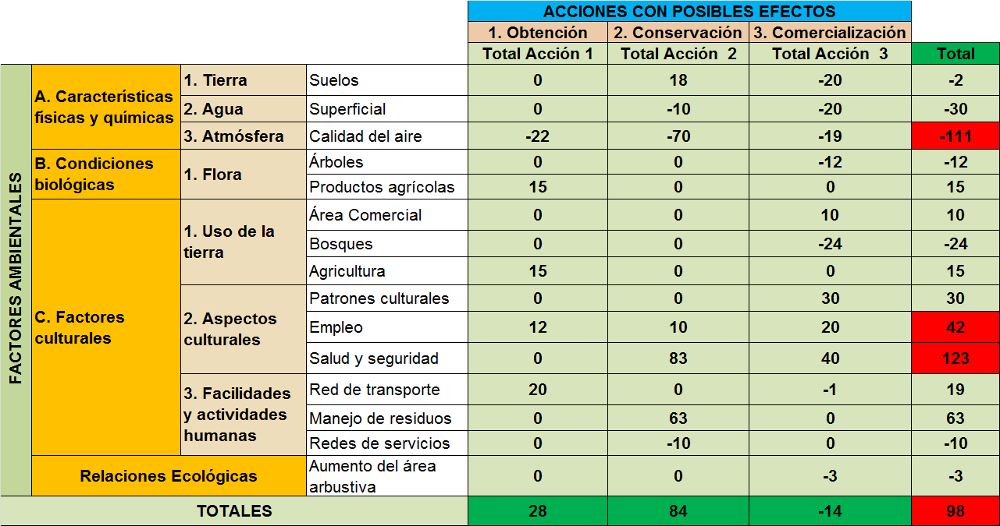 ACCIONES CON POSIBLES EFECTOS
1. Obtención 2. Conservación 3. Comercialización
Total Acción 1 Total Acción 2 Total Acción 3 Total
FACTORES AMBIENTALES
A. Características
físicas y químicas
1. Tierra Suelos 0 18 -20 -2
2. Agua Superficial 0 -10 -20 -30
3. Atmósfera Calidad del aire -22 -70 -19 -111
B. Condiciones
biológicas
1. Flora
Árboles 0 0 -12 -12
Productos agrícolas 15 0 0 15
C. Factores
culturales
1. Uso de la
tierra
Área Comercial 0 0 10 10
Bosques 0 0 -24 -24
Agricultura 15 0 0 15
2. Aspectos
culturales
Patrones culturales 0 0 30 30
Empleo 12 10 20 42
Salud y seguridad 0 83 40 123
3. Facilidades
y actividades
humanas
Red de transporte 20 0 -1 19
Manejo de residuos 0 63 0 63
Redes de servicios 0 -10 0 -10
Relaciones Ecológicas
Aumento del área
arbustiva
0 0 -3 -3
TOTALES 28 84 -14 98